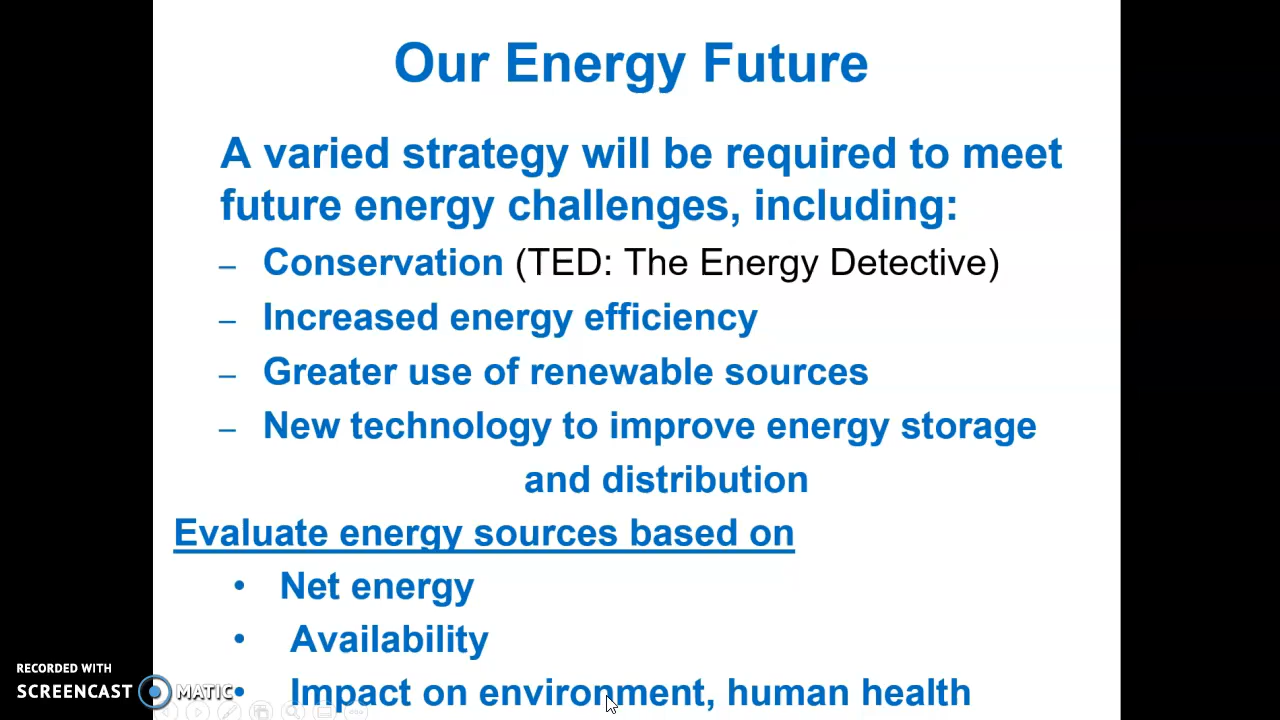 Our Energy Future
A varied strategy will be required to meet
future energy challenges, including:
– Conservation (TED: The Energy Detective)
– Increased energy efficiency
– Greater use of renewable sources
– New technology to improve energy storage
and distribution
Evaluate energy sources based on
• Net energy
• Availability
• Impact on environment, human health
RECORDED WITH
SCREENCAST MATIC